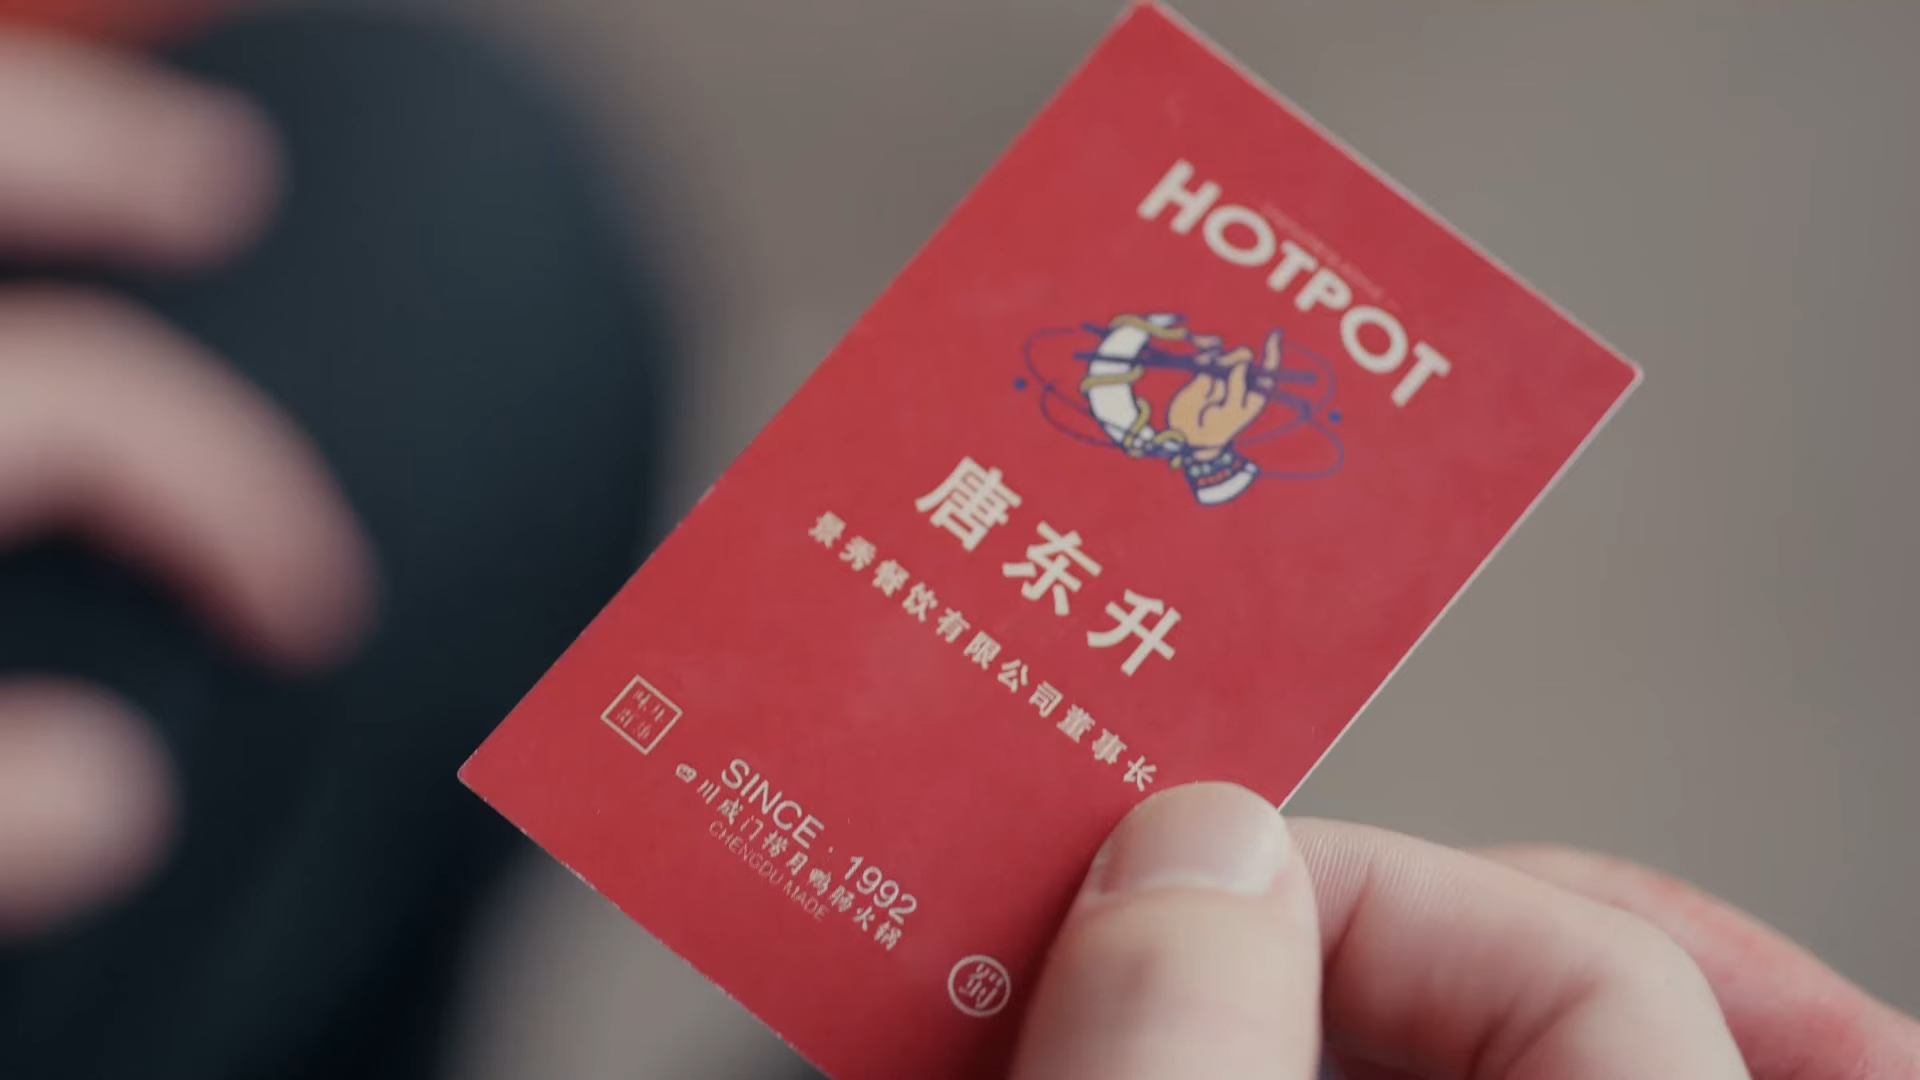 HOTPOT
唐东升
景秀餐饮有限公司董事长
SINCE · 1992
四川成门捞月鸭肠火锅
CHENGDU MADE